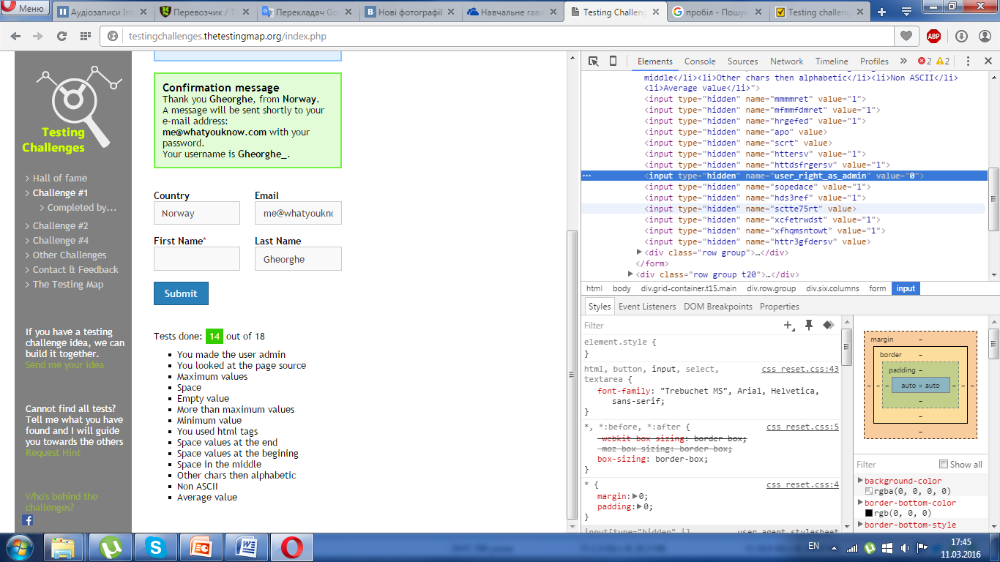 Меню
Аудіозаписи Ігор
Перевозчик / Т
Перекладач Go
Нові фотографії
Навчальне гавн
Testing Challeng
пробіл - Пошук
Testing challeng
testingchallenges.thetestingmap.org/index.php
ABP
Testing
Challenges
Hall of fame
Challenge #1
Completed by...
Challenge #2
Challenge #4
Other Challenges
Contact & Feedback
The Testing Map
If you have a testing
challenge idea, we can
build it together.
Send me your idea
Cannot find all tests?
Tell me what you have
found and I will guide
you towards the others
Request Hint
Who's behind the
challenges?
Confirmation message
Thank you Gheorghe, from Norway.
A message will be sent shortly to your
e-mail address:
me@whatyouknow.com with your
password.
Your username is Gheorghe_.
Country Email
Norway me@whatyouknc
First Name* Last Name
Gheorghe
Submit
Tests done: 14 out of 18
You made the user admin
You looked at the page source
Maximum values
Space
Empty value
More than maximum values
Minimum value
You used html tags
Space values at the end
Space values at the begining
Space in the middle
Other chars then alphabetic
Non ASCII
Average value
Elements Console Sources Network Timeline Profiles » 2 2
middle</li><li>Other chars then alphabetic</li><li>Non ASCII</li>
<li>Average value</li>">
<input type="hidden" name="mmmmret" value="1">
<input type="hidden" name="mfmmfdmret" value="1">
<input type="hidden" name="hrgefed" value="1">
<input type="hidden" name="apo" value>
<input type="hidden" name="scrt" value>
<input type="hidden" name="httersv" value="1">
<input type="hidden" name="httdsfrgersv" value="1">
<input type="hidden" name="user_right_as_admin" value="0">
<input type="hidden" name="sopedace" value="1">
<input type="hidden" name="hds3ref" value="1">
<input type="hidden" name="sctte75rt" value>
<input type="hidden" name="xcfetrwdst" value="1">
<input type="hidden" name="xfhqmsntowt" value="1">
<input type="hidden" name="httr3gfdersv" value>
<div class="row group">…</div>
</form>
<div class="row group t20">…</div>
html body div.grid-container.t15.main div.row.group div.six.columns form input
Styles Event Listeners DOM Breakpoints Properties
Filter
element.style {
}
html, button, input, select, css reset.css:43
textarea {
font-family: "Trebuchet MS", Arial, Helvetica,
sans-serif;
}
*, *:before, *:after { css reset.css:5
-webkit-box-sizing: border-box;
-moz-box-sizing: border-box;
box-sizing: border-box;
}
* { css reset.css:4
margin: 0;
padding: 0;
}
input[type="hidden" i] user agent stylesheet
margin –
border –
padding –
– – – auto × auto – – –
–
–
–
Filter Show all
background-color
rgba(0, 0, 0, 0)
border-bottom-color
rgb(0, 0, 0)
border-bottom-style
EN
17:45
11.03.2016